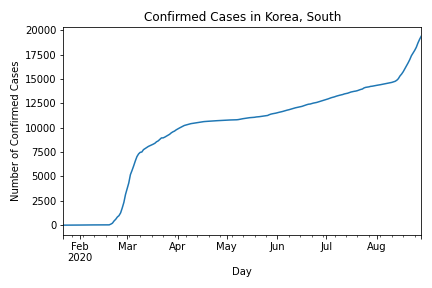 Confirmed Cases in Korea, South
Number of Confirmed Cases
20000
17500
15000
12500
10000
7500
5000
2500
0
Feb Mar Apr May Jun Jul Aug
2020
Day